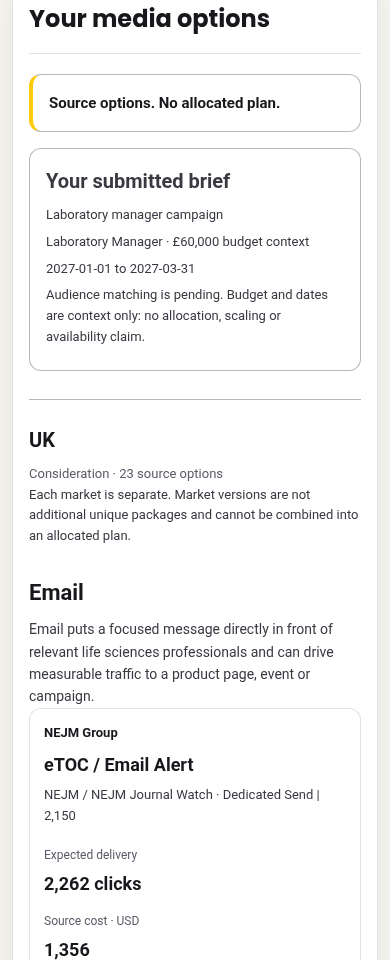 Your media options
Source options. No allocated plan.
Your submitted brief
Laboratory manager campaign
Laboratory Manager · £60,000 budget context
2027-01-01 to 2027-03-31
Audience matching is pending. Budget and dates
are context only: no allocation, scaling or
availability claim.
UK
Consideration · 23 source options
Each market is separate. Market versions are not
additional unique packages and cannot be combined into
an allocated plan.
Email
Email puts a focused message directly in front of
relevant life sciences professionals and can drive
measurable traffic to a product page, event or
campaign.
NEJM Group
eTOC / Email Alert
NEJM / NEJM Journal Watch · Dedicated Send |
2,150
Expected delivery
2,262 clicks
Source cost · USD
1,356